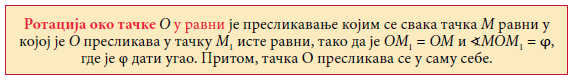 Ротација око тачке O у равни је пресликавање којим се свака тачка M равни у
којој је O пресликава у тачку M₁ исте равни, тако да је OM₁ = OM и ∢MOM₁ = φ,
где је φ дати угао. Притом, тачка О пресликава се у саму себе.